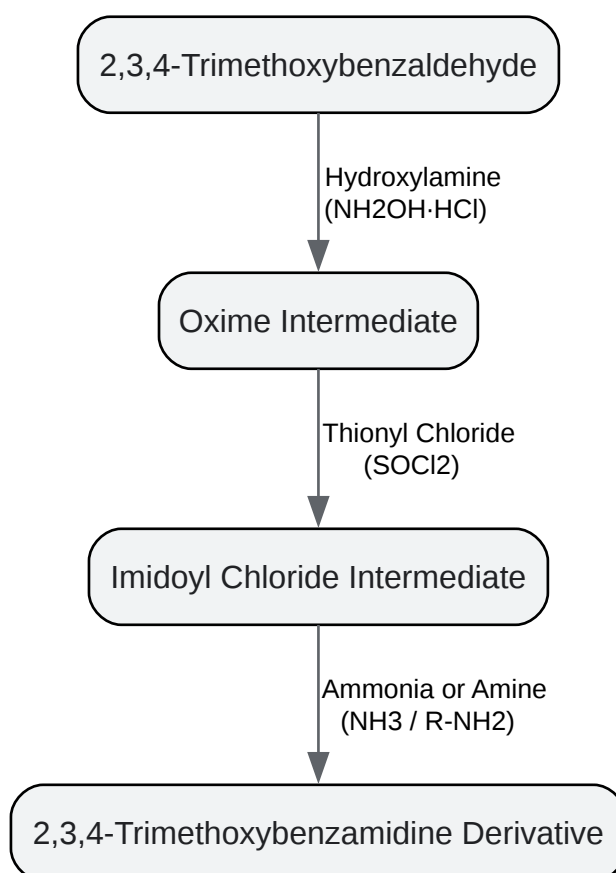 2,3,4-Trimethoxybenzaldehyde
Hydroxylamine
(NH2OH·HCl)
Oxime Intermediate
Thionyl Chloride
(SOCl2)
Imidoyl Chloride Intermediate
Ammonia or Amine
(NH3 / R-NH2)
2,3,4-Trimethoxybenzamidine Derivative